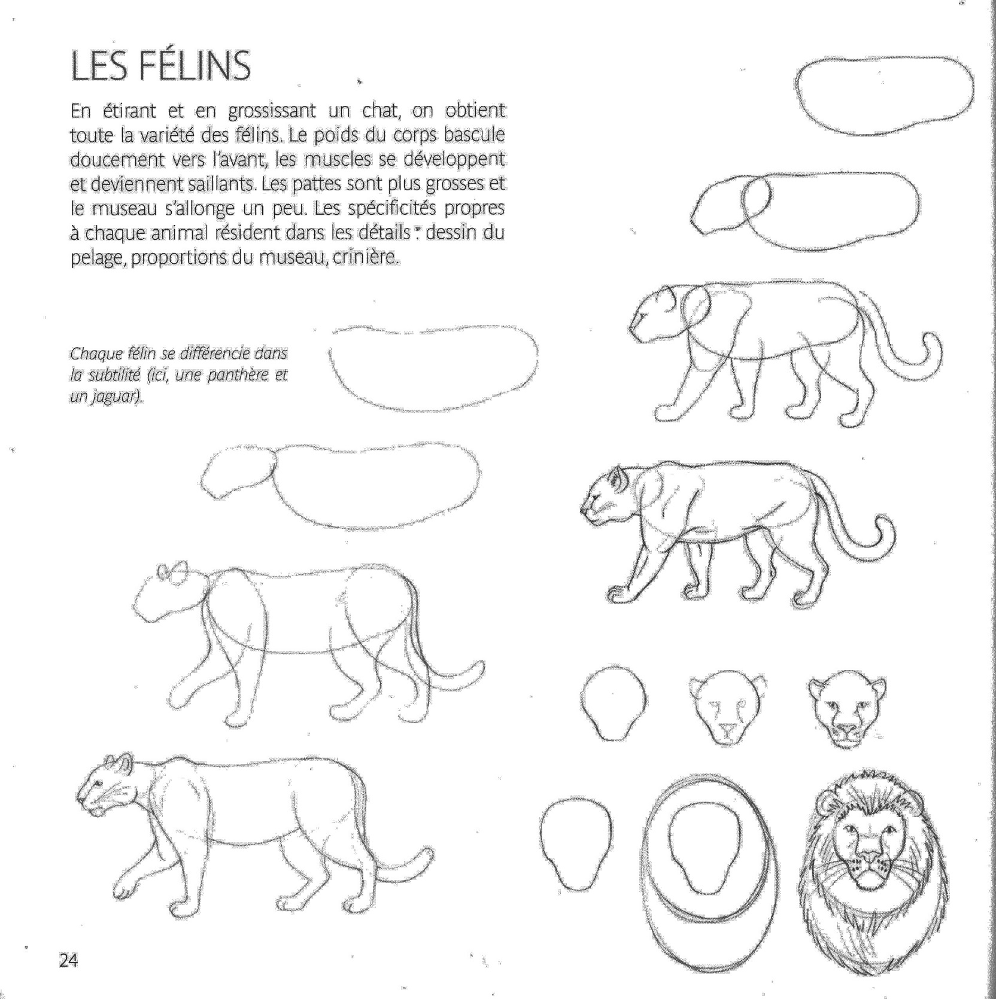 LES FÉLINS
En étirant et en grossissant un chat, on obtient
toute la variété des félins. Le poids du corps bascule
doucement vers l'avant, les muscles se développent
et deviennent saillants. Les pattes sont plus grosses et
le museau s'allonge un peu. Les spécificités propres
à chaque animal résident dans les détails : dessin du
pelage, proportions du museau, crinière.
Chaque félin se différencie dans
la subtilité (ici, une panthère et
un jaguar).
24